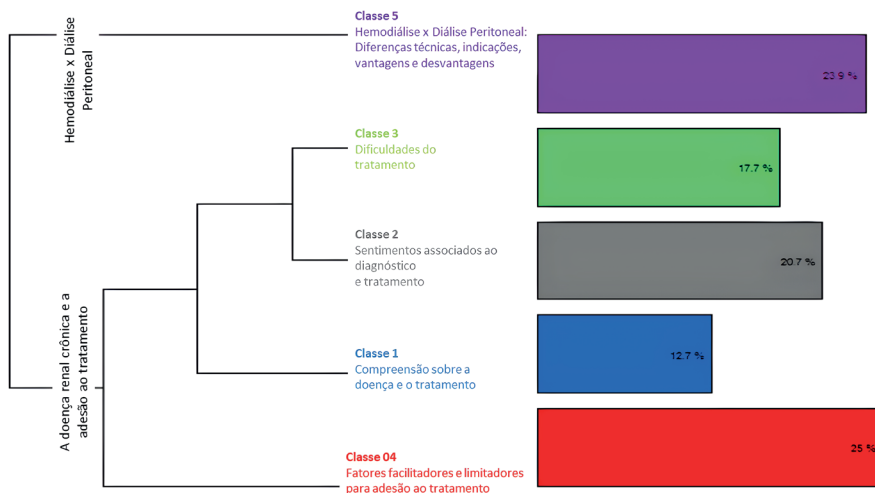 Classe 5
Hemodiálise x Diálise Peritoneal:
Diferenças técnicas, indicações,
vantagens e desvantagens
23.9 %
Hemodiálise x Diálise
Peritoneal
Classe 3
Dificuldades do
tratamento
17.7 %
Classe 2
Sentimentos associados ao
diagnóstico
e tratamento
20.7 %
A doença renal crônica e a
adesão ao tratamento
Classe 1
Compreensão sobre a
doença e o tratamento
12.7 %
Classe 04
Fatores facilitadores e limitadores
para adesão ao tratamento
25 %